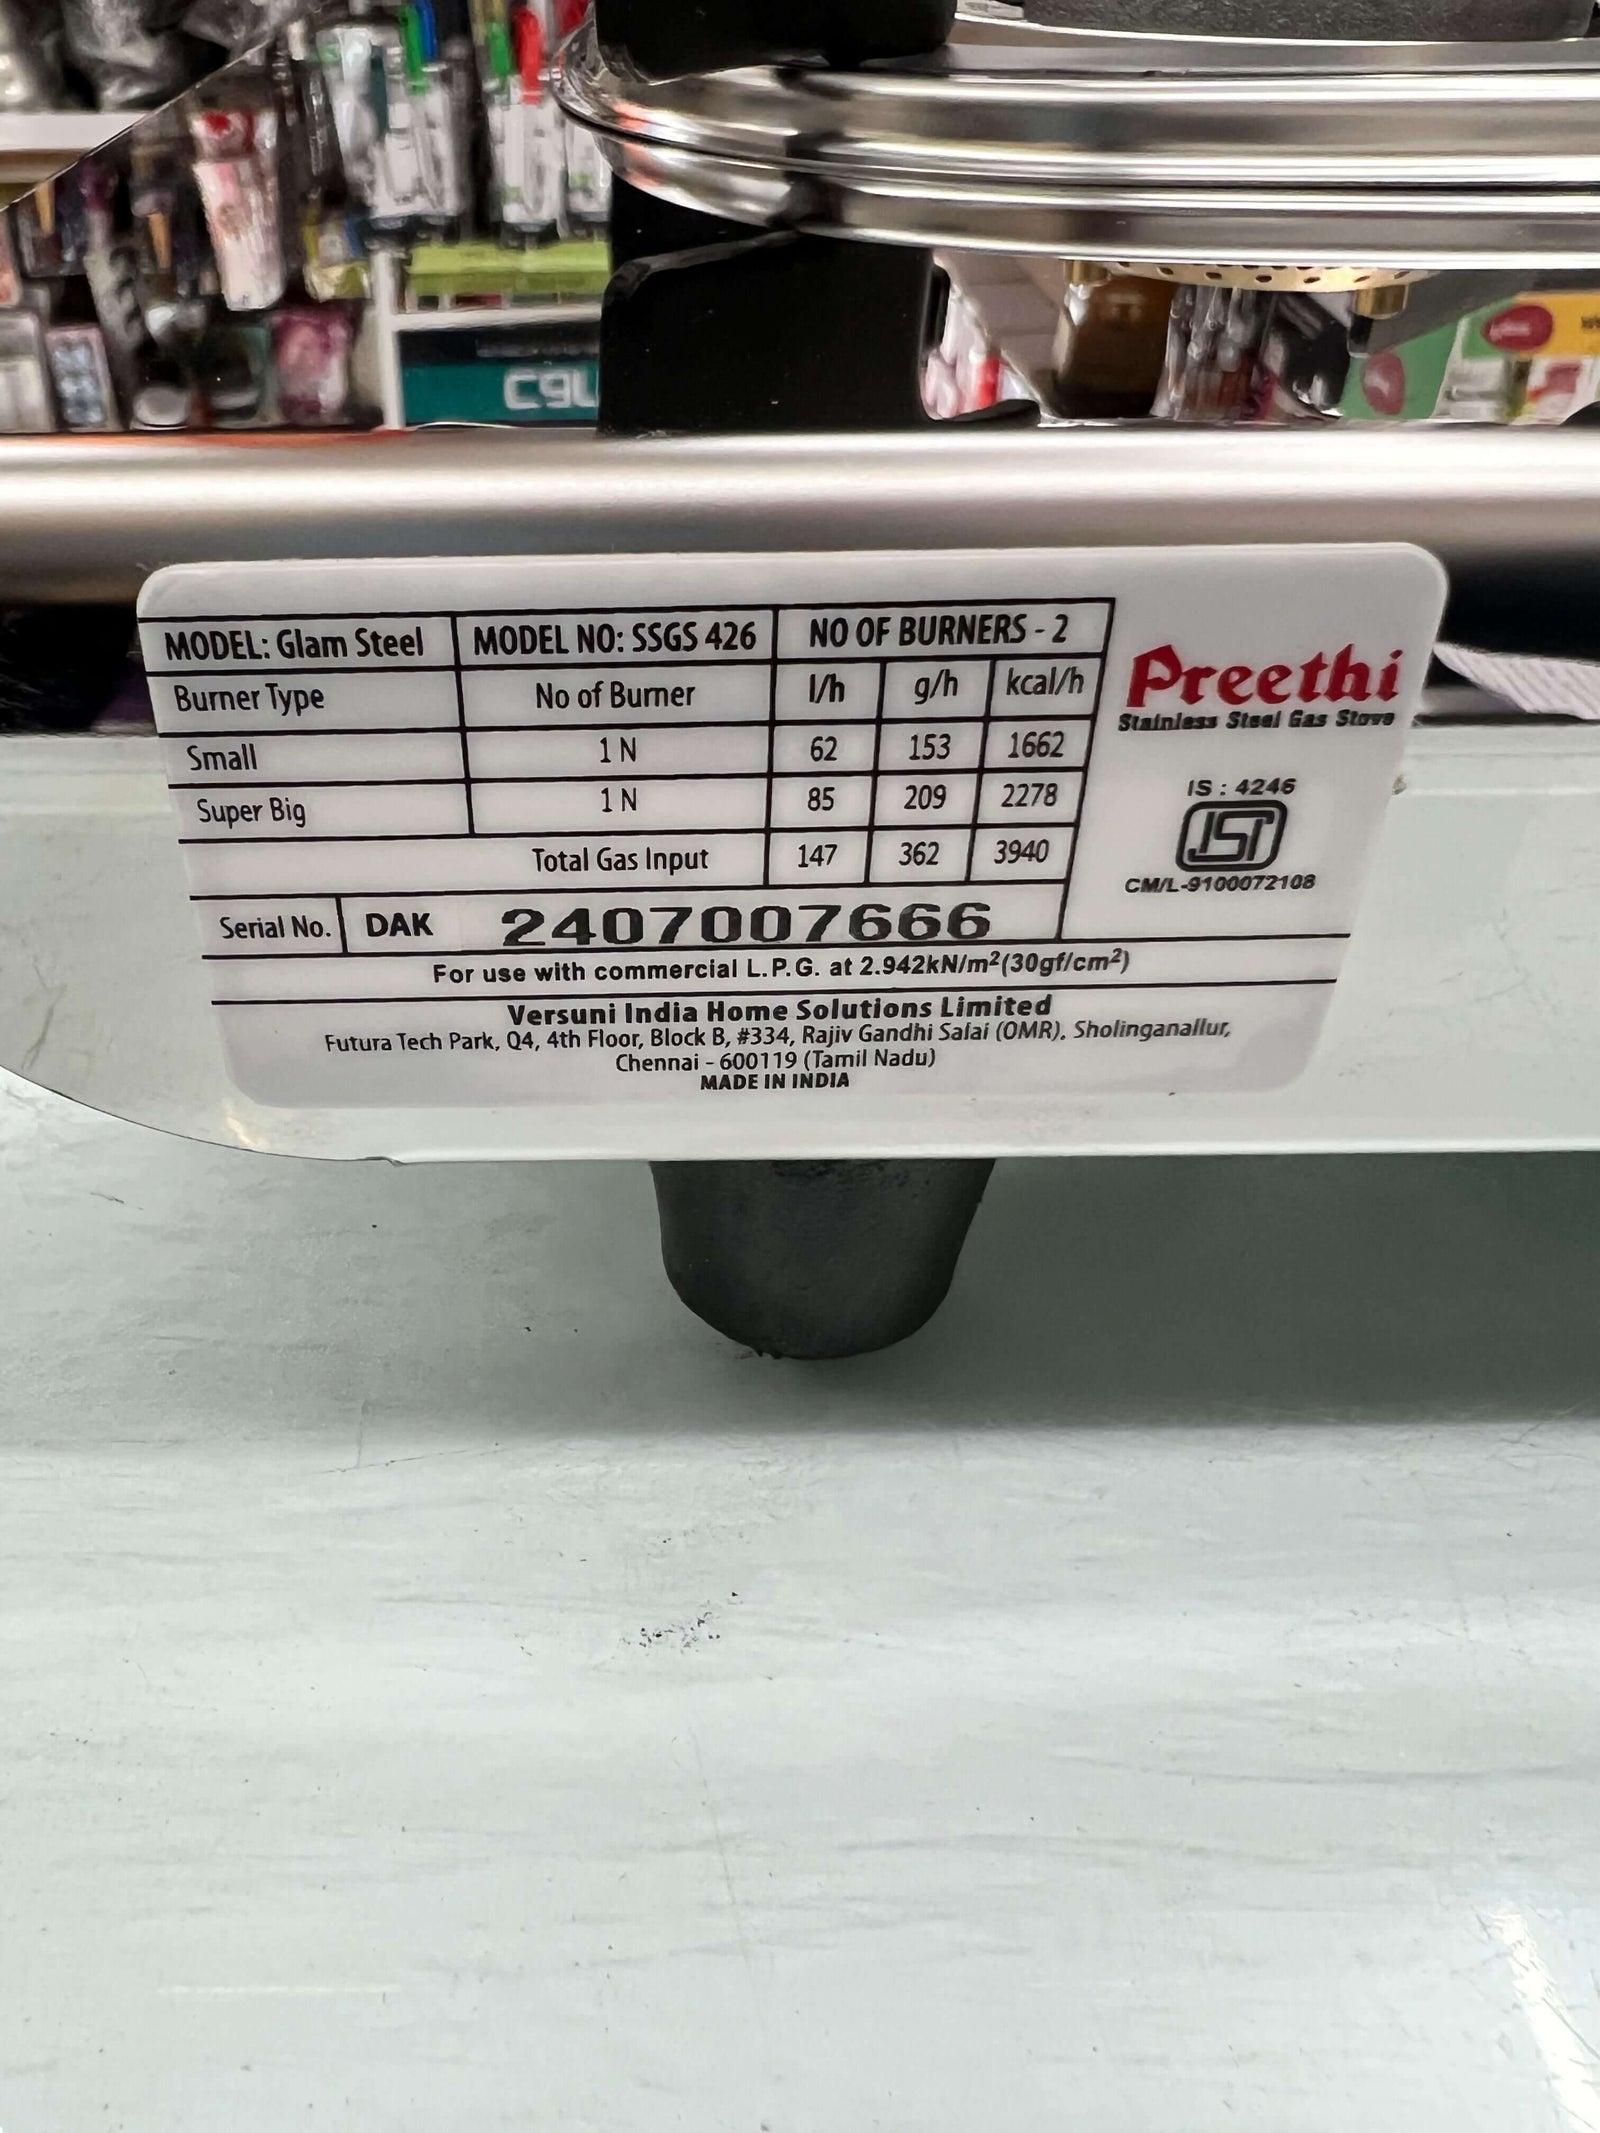 C9L
MODEL: Glam Steel MODEL NO: SSGS 426 NO OF BURNERS - 2
Burner Type No of Burner l/h g/h kcal/h
Small 1 N 62 153 1662
Super Big 1 N 85 209 2278
Total Gas Input 147 362 3940
Serial No. DAK 2407007666
Preethi
Stainless Steel Gas Stove
IS : 4246
ISI
CM/L-9100072108
For use with commercial L.P.G. at 2.942kN/m²(30gf/cm²)
Versuni India Home Solutions Limited
Futura Tech Park, Q4, 4th Floor, Block B, #334, Rajiv Gandhi Salai (OMR), Sholinganallur,
Chennai - 600119 (Tamil Nadu)
MADE IN INDIA